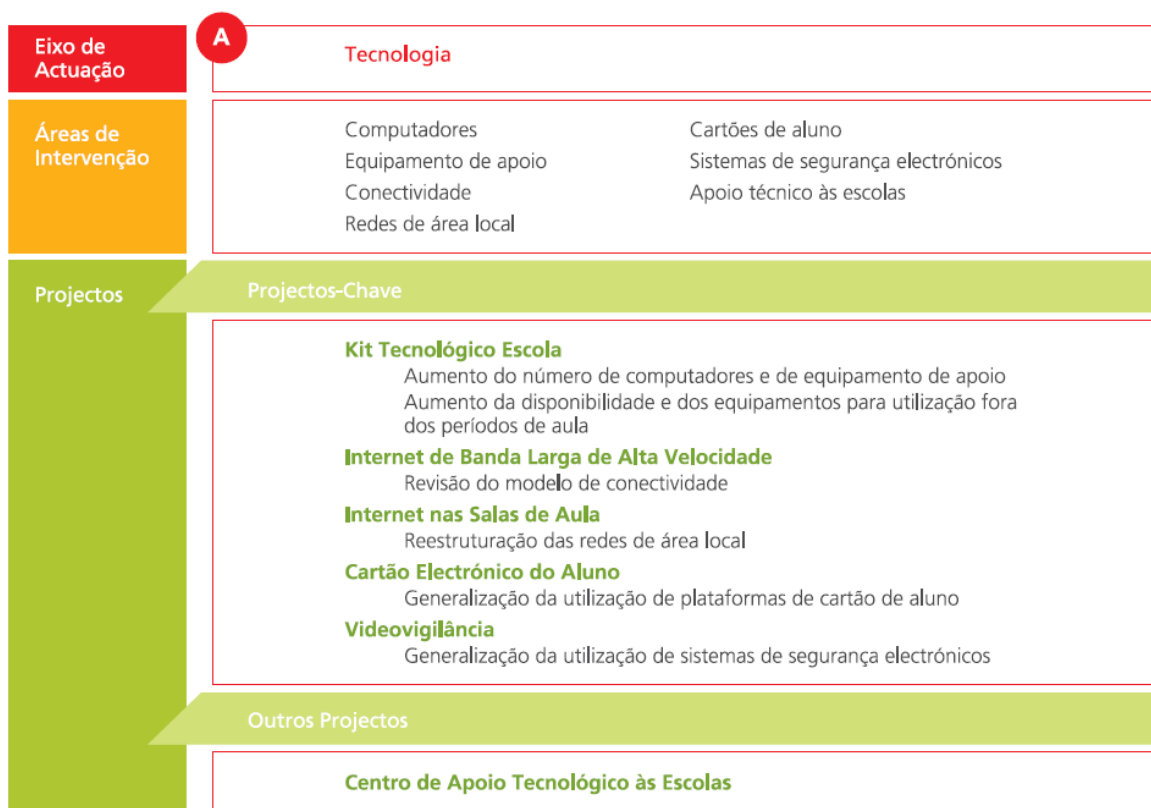 Eixo de
Actuação
A
Tecnologia
Áreas de
Intervenção
Computadores
Equipamento de apoio
Conectividade
Redes de área local
Cartões de aluno
Sistemas de segurança electrónicos
Apoio técnico às escolas
Projectos
Projectos-Chave
Kit Tecnológico Escola
Aumento do número de computadores e de equipamento de apoio
Aumento da disponibilidade e dos equipamentos para utilização fora
dos períodos de aula
Internet de Banda Larga de Alta Velocidade
Revisão do modelo de conectividade
Internet nas Salas de Aula
Reestruturação das redes de área local
Cartão Electrónico do Aluno
Generalização da utilização de plataformas de cartão de aluno
Videovigilância
Generalização da utilização de sistemas de segurança electrónicos
Outros Projectos
Centro de Apoio Tecnológico às Escolas